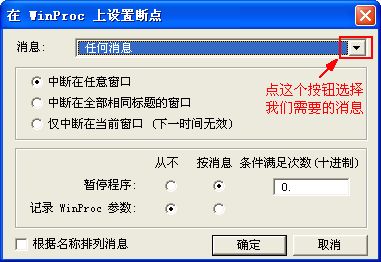 在 WinProc 上设置断点
消息: 任何消息
中断在任意窗口
点这个按钮选择
中断在全部相同标题的窗口
我们需要的消息
仅中断在当前窗口 (下一时间无效)
从不 按消息 条件满足次数(十进制)
暂停程序: 0.
记录 WinProc 参数:
根据名称排列消息 确定 取消